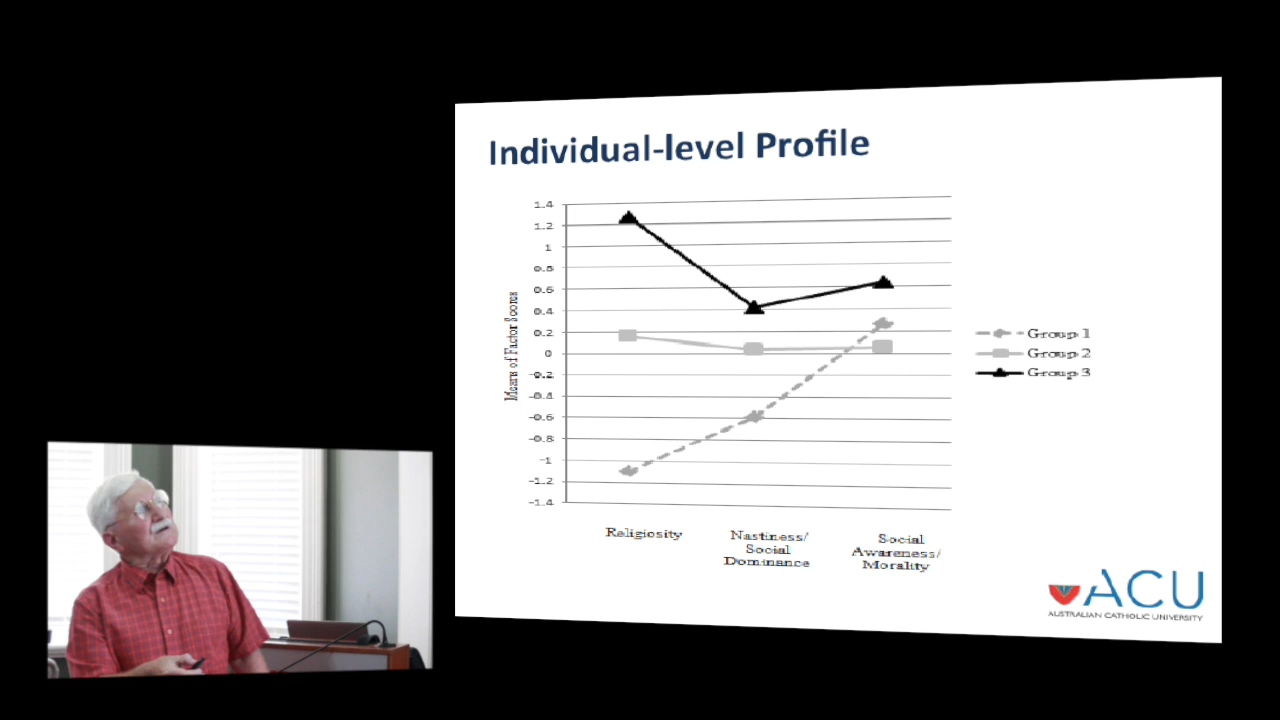 Individual-level Profile
1.4
1.2
1
0.8
0.6
0.4
0.2
0
-0.2
-0.4
-0.6
-0.8
-1
-1.2
-1.4
Means of Factor Scores
Religiosity
Nastiness/
Social
Dominance
Social
Awareness/
Morality
Group 1
Group 2
Group 3
ACU
AUSTRALIAN CATHOLIC UNIVERSITY